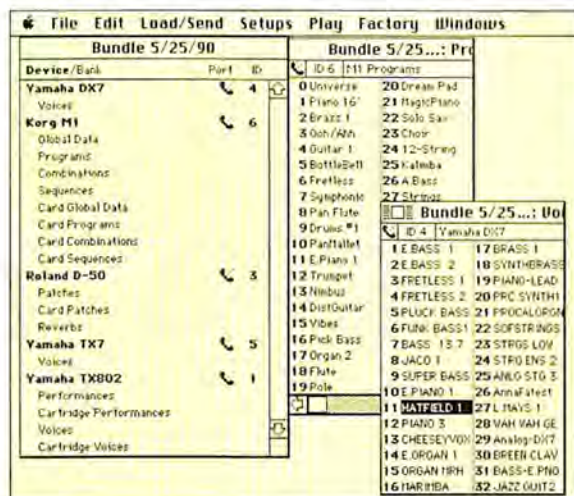 File Edit Load/Send Setups Play Factory Windows
Bundle 5/25/90
Device/Bank Port ID
Yamaha DX7 4
Voices
Korg M1 6
Global Data
Programs
Combinations
Sequences
Card Global Data
Card Programs
Card Combinations
Card Sequences
Roland D-50 3
Patches
Card Patches
Reverbs
Yamaha TX7 5
Voices
Yamaha TX802 1
Performances
Cartridge Performances
Voices
Cartridge Voices
Bundle 5/25...: Pro
ID 6 M1 Programs
0 Universe 20 Dream Pad
1 Piano 16' 21 MagicPiano
2 Brass 1 22 Solo Sax
3 Ooh/Ahh 23 Choir
4 Guitar 1 24 12-String
5 BottleBell 25 Kalimba
6 Fretless 26 A.Bass
7 Symphonic 27 Strings
8 Pan Flute
9 Drums #1
10 PanMallet
11 E.Piano 1
12 Trumpet
13 Nimbus
14 DistGuitar
15 Vibes
16 Pick Bass
17 Organ 2
18 Flute
19 Pole
Bundle 5/25...: Voi
ID 4 Yamaha DX7
1 E.BASS 1 17 BRASS 1
2 E.BASS 2 18 SYNTHBRASS
3 FRETLESS 1 19 PIANO-LEAD
4 FRETLESS 2 20 PRC SYNTH1
5 PLUCK BASS 21 PROCALORGN
6 FUNK BASS1 22 SOFSTRINGS
7 BASS 13.7 23 STRGS LOV
8 JACO 1 24 STRG ENS 2
9 SUPER BASS 25 ANLG STG 3
10 E.PIANO 1 26 AnnaFatest
11 HATFIELD 1 27 L.MAYS 1
12 PIANO 3 28 VAH VAH GE
13 CHEESEYVOX 29 Analog-DX7
14 E.ORGAN 1 30 BREEN CLAV
15 ORGAN MRH 31 BASS-E.PNO
16 MARIMBA 32 JAZZ GUIT2